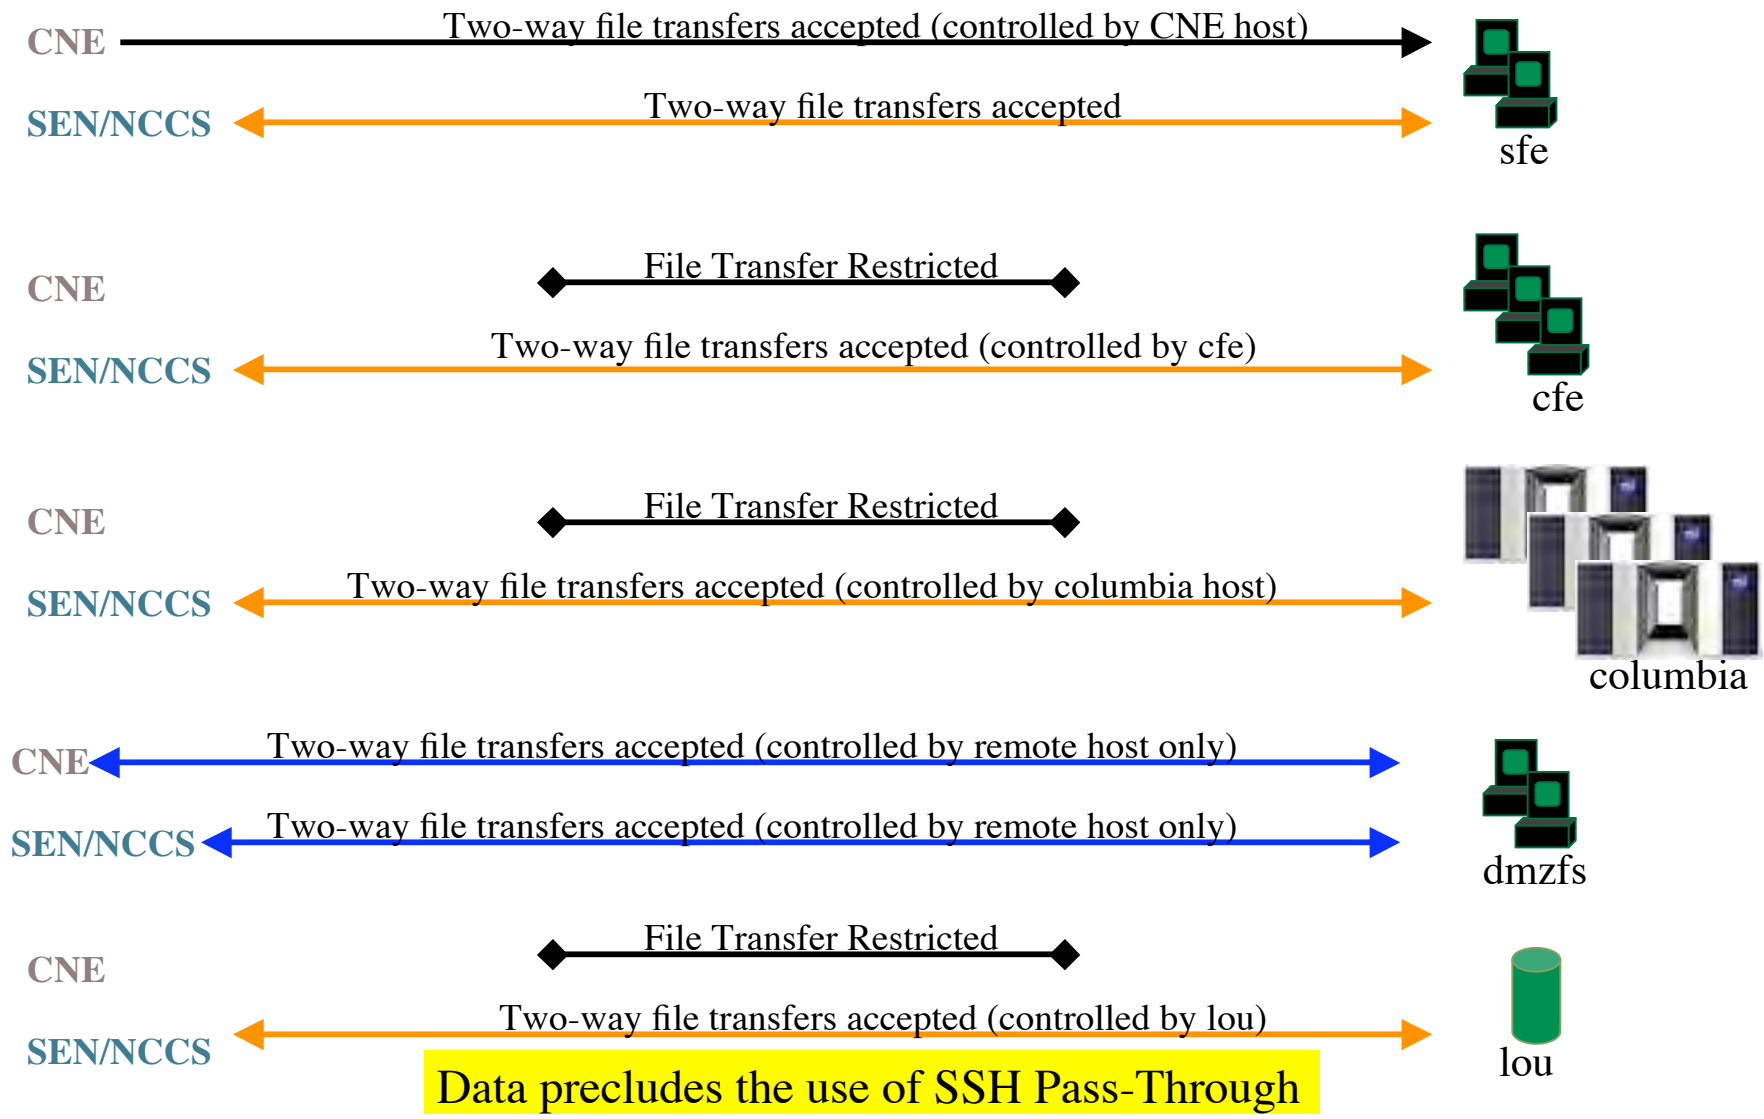 Two-way file transfers accepted (controlled by CNE host)
CNE
Two-way file transfers accepted
SEN/NCCS
sfe
File Transfer Restricted
CNE
Two-way file transfers accepted (controlled by cfe)
SEN/NCCS
cfe
File Transfer Restricted
CNE
Two-way file transfers accepted (controlled by columbia host)
SEN/NCCS
columbia
Two-way file transfers accepted (controlled by remote host only)
CNE
Two-way file transfers accepted (controlled by remote host only)
SEN/NCCS
dmzfs
File Transfer Restricted
CNE
Two-way file transfers accepted (controlled by lou)
SEN/NCCS
lou
Data precludes the use of SSH Pass-Through